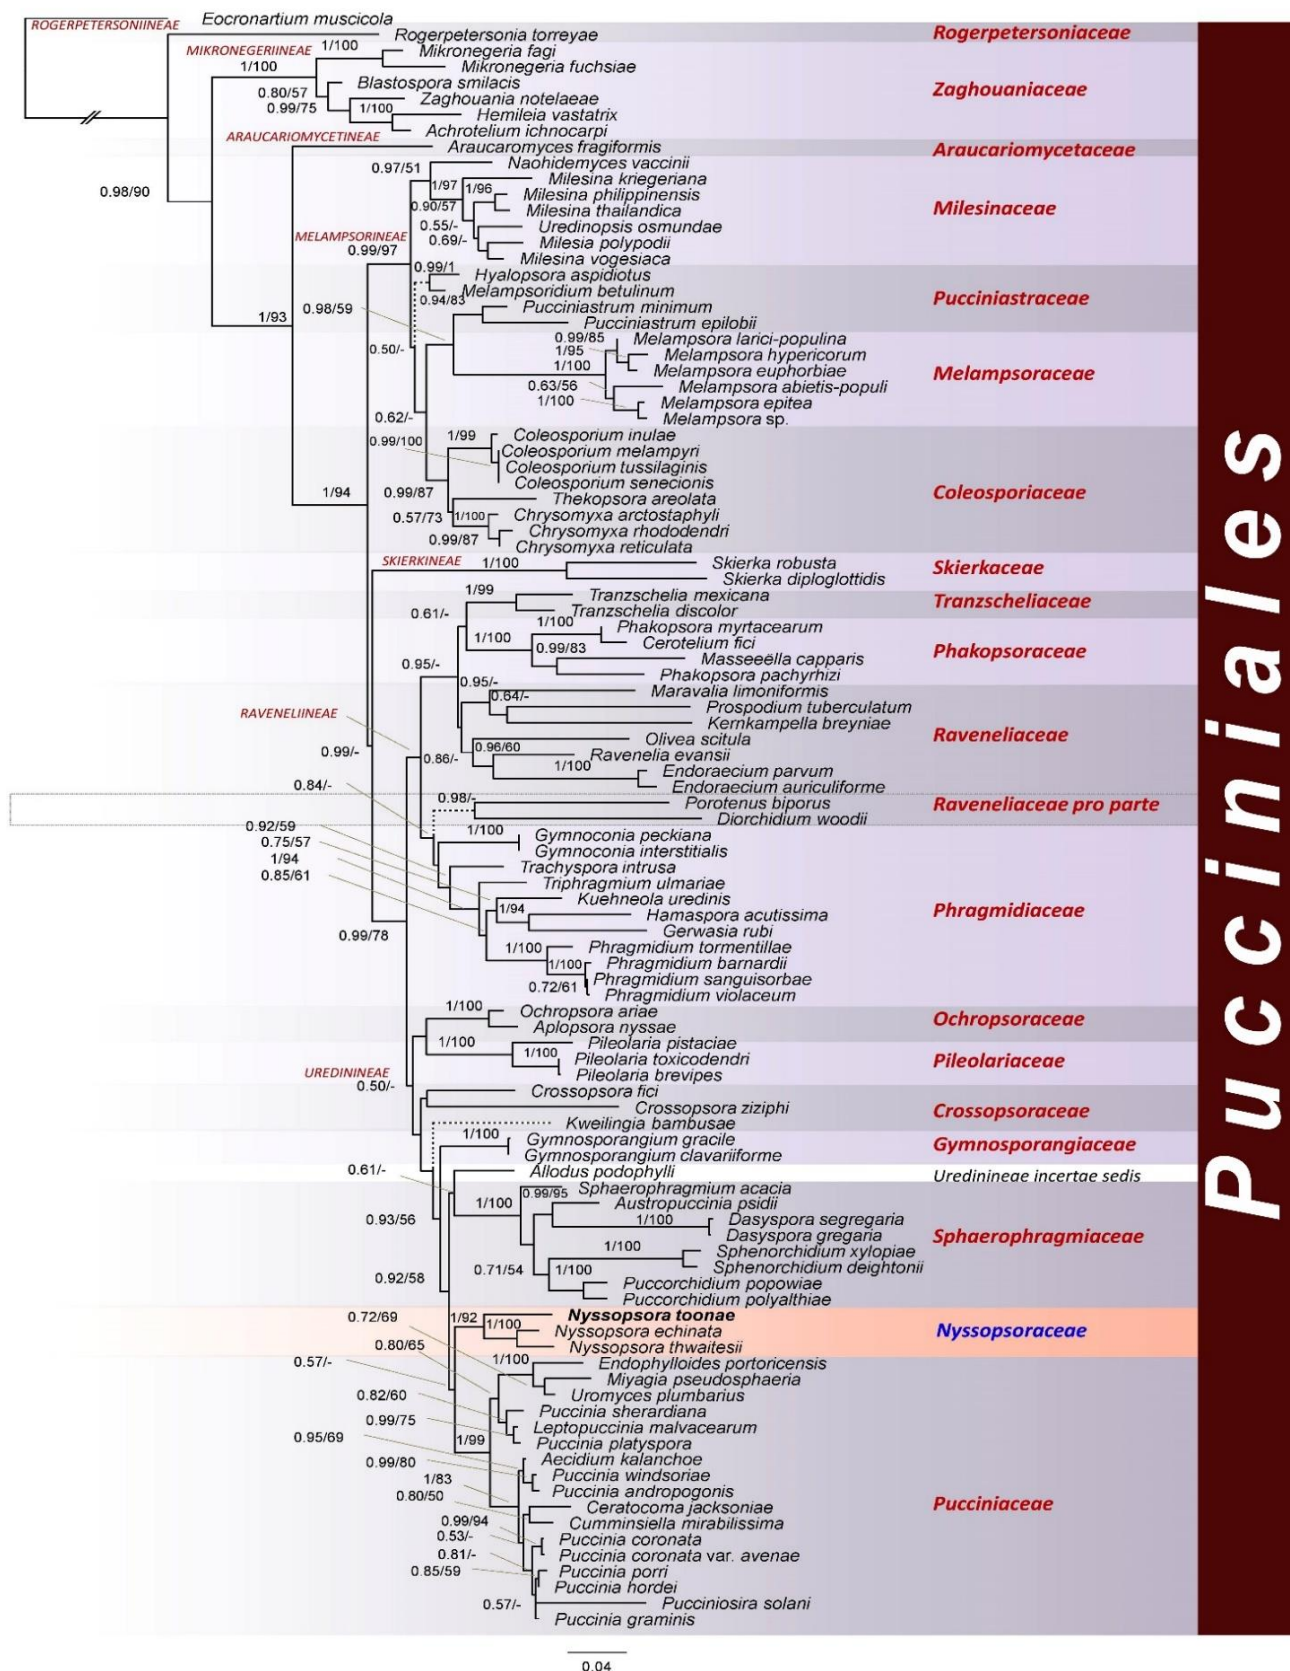 ROGERPETERSONIINEAE
Eocronartium muscicola
Rogerpetersonia torreyae
Rogerpetersoniaceae
MIKRONEGERIINEAE
1/100
Mikronegeria fagi
1/100
Mikronegeria fuchsiae
0.80/57
Blastospora smilacis
Zaghouaniaceae
0.99/75
1/100
Zaghouania notelaeae
Hemileia vastatrix
Achrotelium ichnocarpi
ARAUCARIOMYCETINEAE
Araucaromyces fragiformis
Araucariomycetaceae
0.98/90
0.97/51
Naohidemyces vaccinii
1/97
Milesina kriegeriana
1/96
Milesina philippinensis
0.90/57
Milesina thailandica
Milesinaceae
0.55/-
Uredinopsis osmundae
MELAMPSORINEAE
0.69/-
Milesia polypodii
0.99/97
Milesina vogesiaca
0.99/1
Hyalopsora aspidiotus
0.94/83
Melampsoridium betulinum
Pucciniastraceae
0.98/59
Pucciniastrum minimum
1/93
Pucciniastrum epilobii
0.99/85
Melampsora larici-populina
0.50/-
1/95
Melampsora hypericorum
1/100
Melampsora euphorbiae
Melampsoraceae
0.63/56
Melampsora abietis-populi
1/100
Melampsora epitea
0.62/-
Melampsora sp.
1/99
Coleosporium inulae
0.99/100
Coleosporium melampyri
Coleosporium tussilaginis
Coleosporium senecionis
Coleosporiaceae
1/94
0.99/87
Thekopsora areolata
0.57/73
1/100
Chrysomyxa arctostaphyli
0.99/87
Chrysomyxa rhododendri
Chrysomyxa reticulata
SKIERKINEAE
1/100
Skierka robusta
Skierkaceae
Skierka diploglottidis
1/99
Tranzschelia mexicana
Tranzscheliaceae
0.61/-
Tranzschelia discolor
1/100
Phakopsora myrtacearum
1/100
Cerotelium fici
Phakopsoraceae
0.99/83
Masseeëlla capparis
0.95/-
Phakopsora pachyrhizi
0.95/-
0.64/-
Maravalia limoniformis
Prospodium tuberculatum
RAVENELIINEAE
Kernkampella breyniae
Raveneliaceae
0.99/-
0.86/-
0.96/60
Olivea scitula
Ravenelia evansii
1/100
Endoraecium parvum
0.84/-
Endoraecium auriculiforme
0.98/-
Porotenus biporus
Raveneliaceae pro parte
Diorchidium woodii
0.92/59
1/100
Gymnoconia peckiana
0.75/57
Gymnoconia interstitialis
1/94
Trachyspora intrusa
0.85/61
Triphragmium ulmariae
Kuehneola uredinis
1/94
Hamaspora acutissima
Phragmidiaceae
0.99/78
Gerwasia rubi
1/100
Phragmidium tormentillae
1/100
Phragmidium barnardii
0.72/61
Phragmidium sanguisorbae
Phragmidium violaceum
1/100
Ochropsora ariae
Ochropsoraceae
Aplopsora nyssae
1/100
Pileolaria pistaciae
1/100
Pileolaria toxicodendri
Pileolariaceae
UREDININEAE
Pileolaria brevipes
0.50/-
Crossopsora fici
Crossopsora ziziphi
Crossopsoraceae
Kweilingia bambusae
1/100
Gymnosporangium gracile
Gymnosporangiaceae
Gymnosporangium clavariiforme
0.61/-
Allodus podophylli
Uredinineae incertae sedis
0.99/95
Sphaerophragmium acacia
1/100
Austropuccinia psidii
0.93/56
1/100
Dasyspora segregaria
Dasyspora gregaria
Sphaerophragmiaceae
1/100
Sphenorchidium xylopiae
0.71/54
1/100
Sphenorchidium deightonii
0.92/58
Puccorchidium popowiae
Puccorchidium polyalthiae
0.72/69
1/92
Nyssopsora toonae
1/100
Nyssopsora echinata
Nyssopsoraceae
0.80/65
Nyssopsora thwaitesii
0.57/-
1/100
Endophylloides portoricensis
Miyagia pseudosphaeria
0.82/60
Uromyces plumbarius
0.99/75
Puccinia sherardiana
0.95/69
Leptopuccinia malvacearum
1/99
Puccinia platyspora
0.99/80
Aecidium kalanchoe
1/83
Puccinia windsoriae
0.80/50
Puccinia andropogonis
Pucciniaceae
Ceratocoma jacksoniae
0.99/94
Cumminsiella mirabilissima
0.53/-
Puccinia coronata
0.81/-
Puccinia coronata var. avenae
0.85/59
Puccinia porri
Puccinia hordei
0.57/-
Pucciniosira solani
Puccinia graminis
0.04
Pucciniales